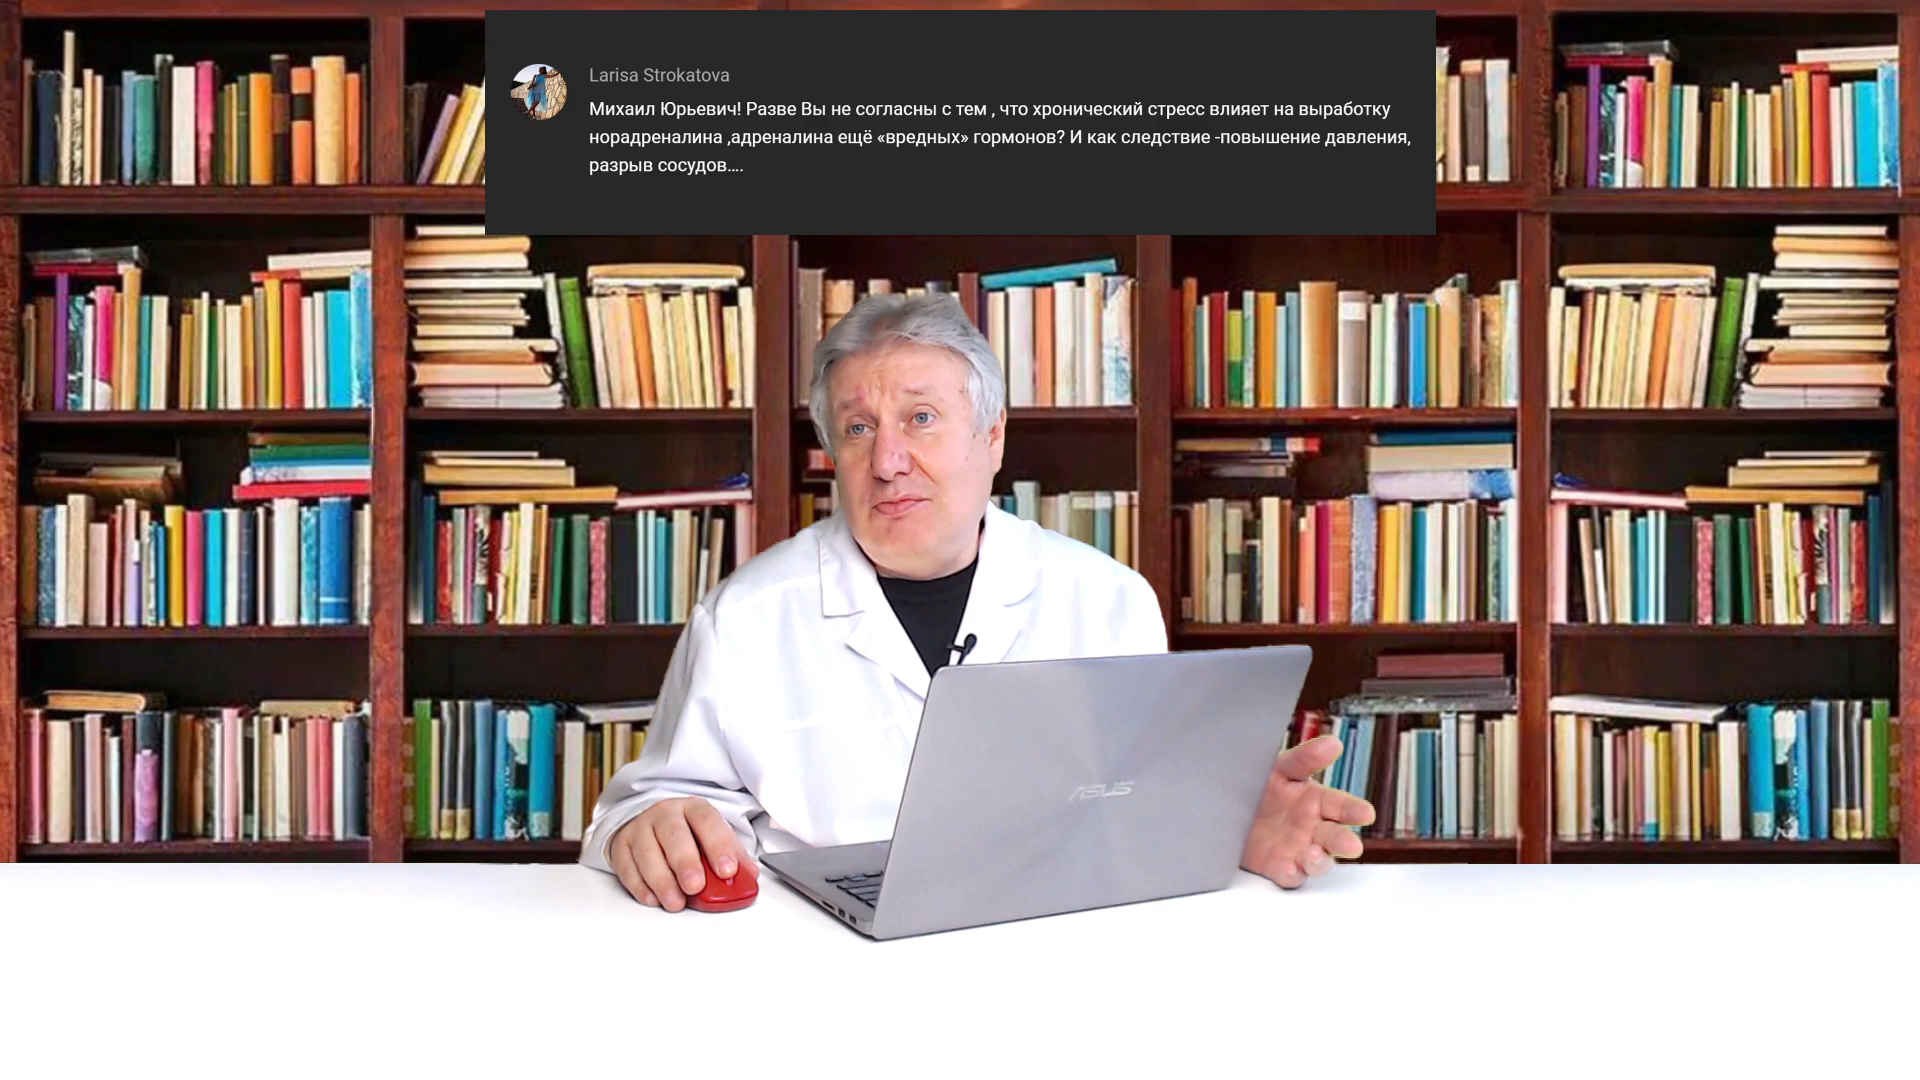 Larisa Strokatova
Михаил Юрьевич! Разве Вы не согласны с тем , что хронический стресс влияет на выработку
норадреналина ,адреналина ещё «вредных» гормонов? И как следствие -повышение давления,
разрыв сосудов....
ASUS